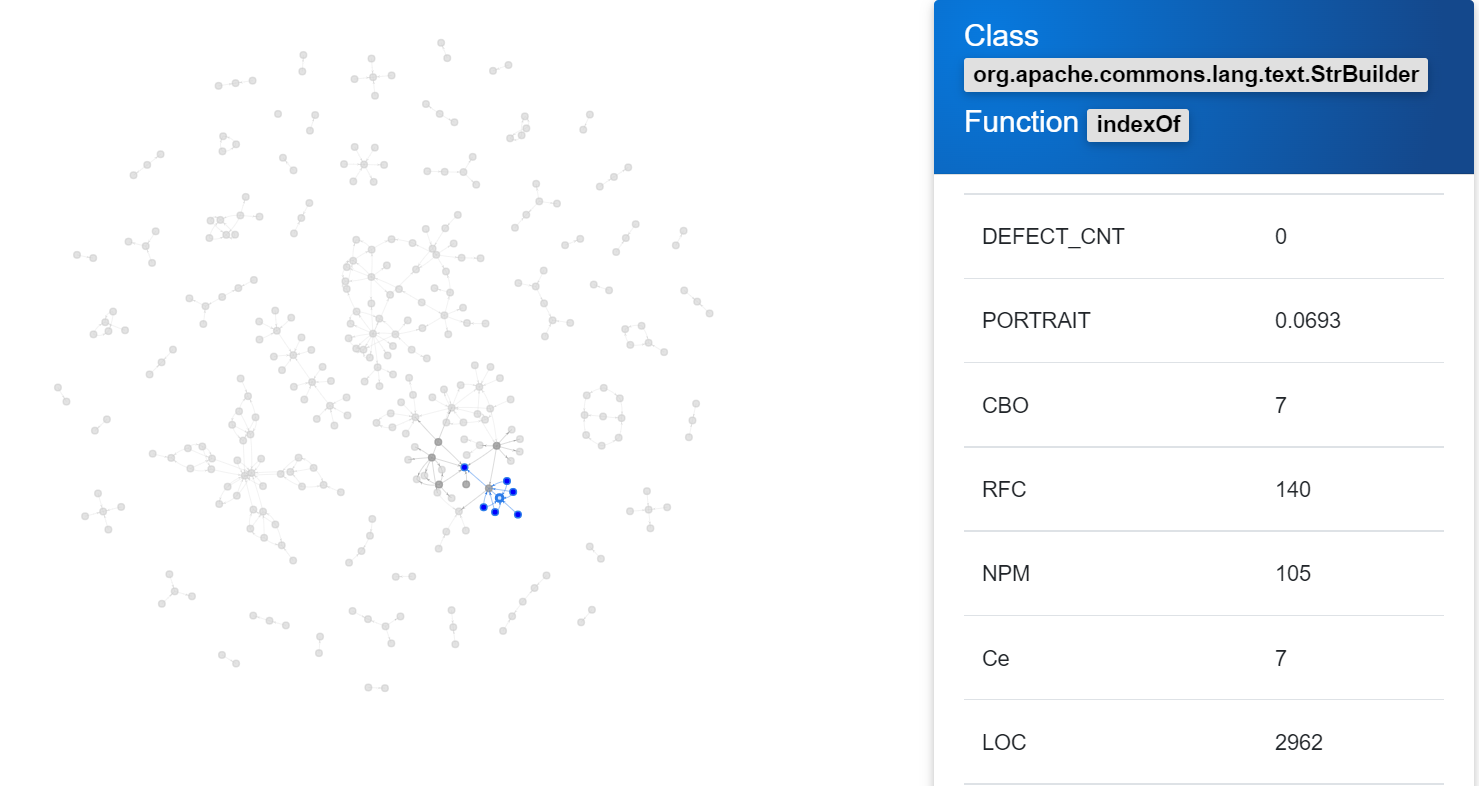 Class
org.apache.commons.lang.text.StrBuilder
Function indexOf
DEFECT_CNT 0
PORTRAIT 0.0693
CBO 7
RFC 140
NPM 105
Ce 7
LOC 2962